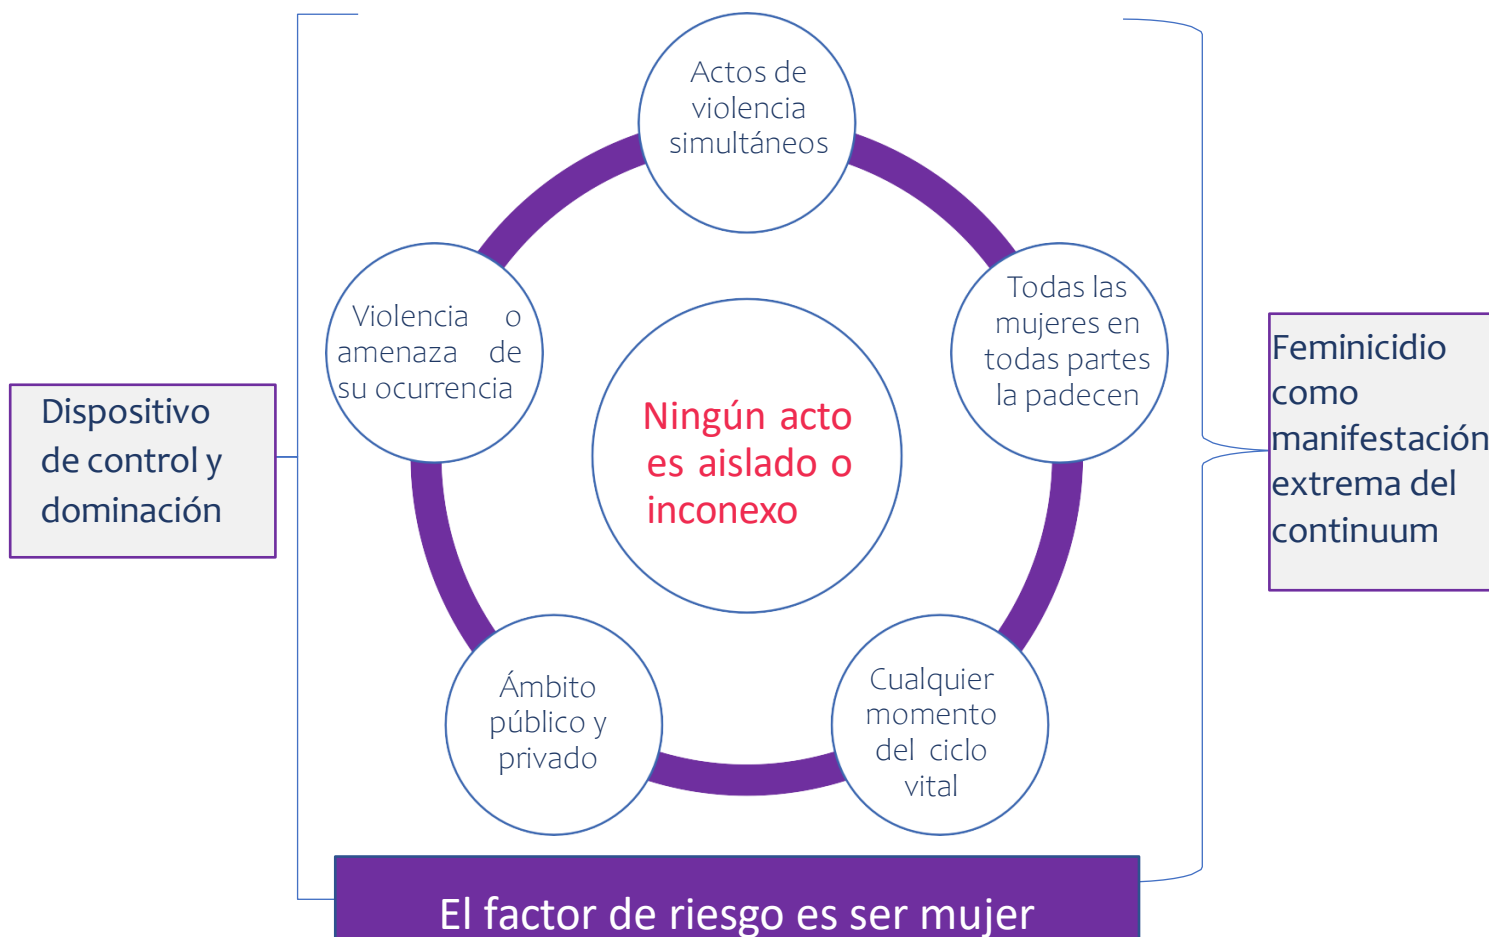 Actos de
violencia
simultáneos
Violencia o
amenaza de
su ocurrencia
Todas las
mujeres en
todas partes
la padecen
Dispositivo
de control y
dominación
Ningún acto
es aislado o
inconexo
Feminicidio
como
manifestación
extrema del
continuum
Ámbito
público y
privado
Cualquier
momento
del ciclo
vital
El factor de riesgo es ser mujer